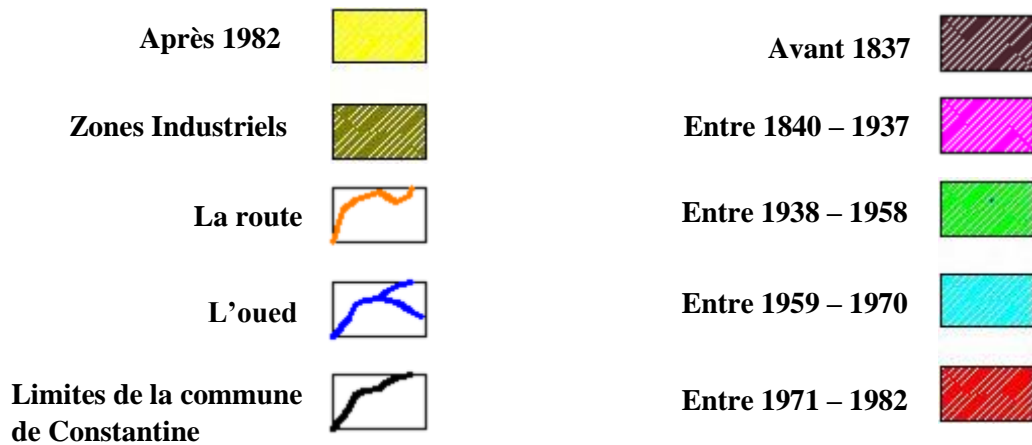 Après 1982
Zones Industriels
La route
L’oued
Limites de la commune
de Constantine
Avant 1837
Entre 1840 – 1937
Entre 1938 – 1958
Entre 1959 – 1970
Entre 1971 – 1982